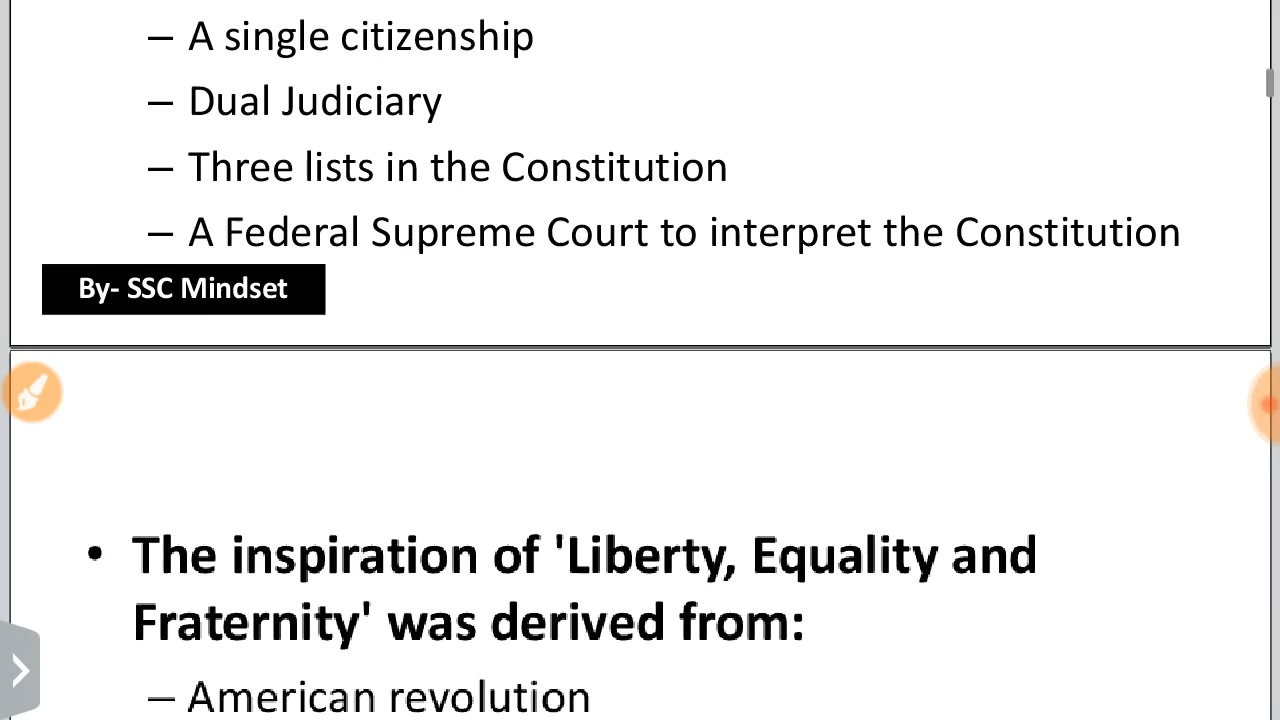 – A single citizenship
– Dual Judiciary
– Three lists in the Constitution
– A Federal Supreme Court to interpret the Constitution
By- SSC Mindset
• The inspiration of 'Liberty, Equality and
Fraternity' was derived from:
– American revolution